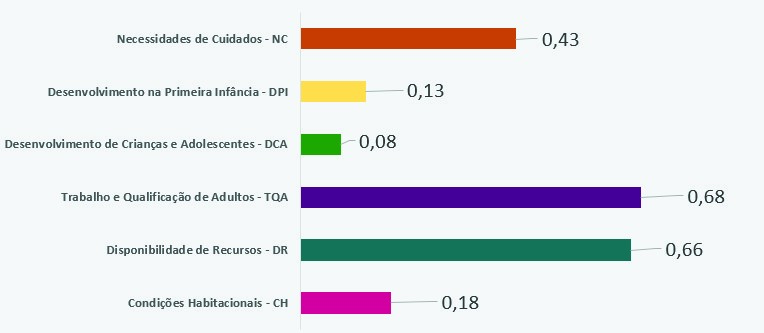 Necessidades de Cuidados - NC 0,43
Desenvolvimento na Primeira Infância - DPI 0,13
Desenvolvimento de Crianças e Adolescentes - DCA 0,08
Trabalho e Qualificação de Adultos - TQA 0,68
Disponibilidade de Recursos - DR 0,66
Condições Habitacionais - CH 0,18